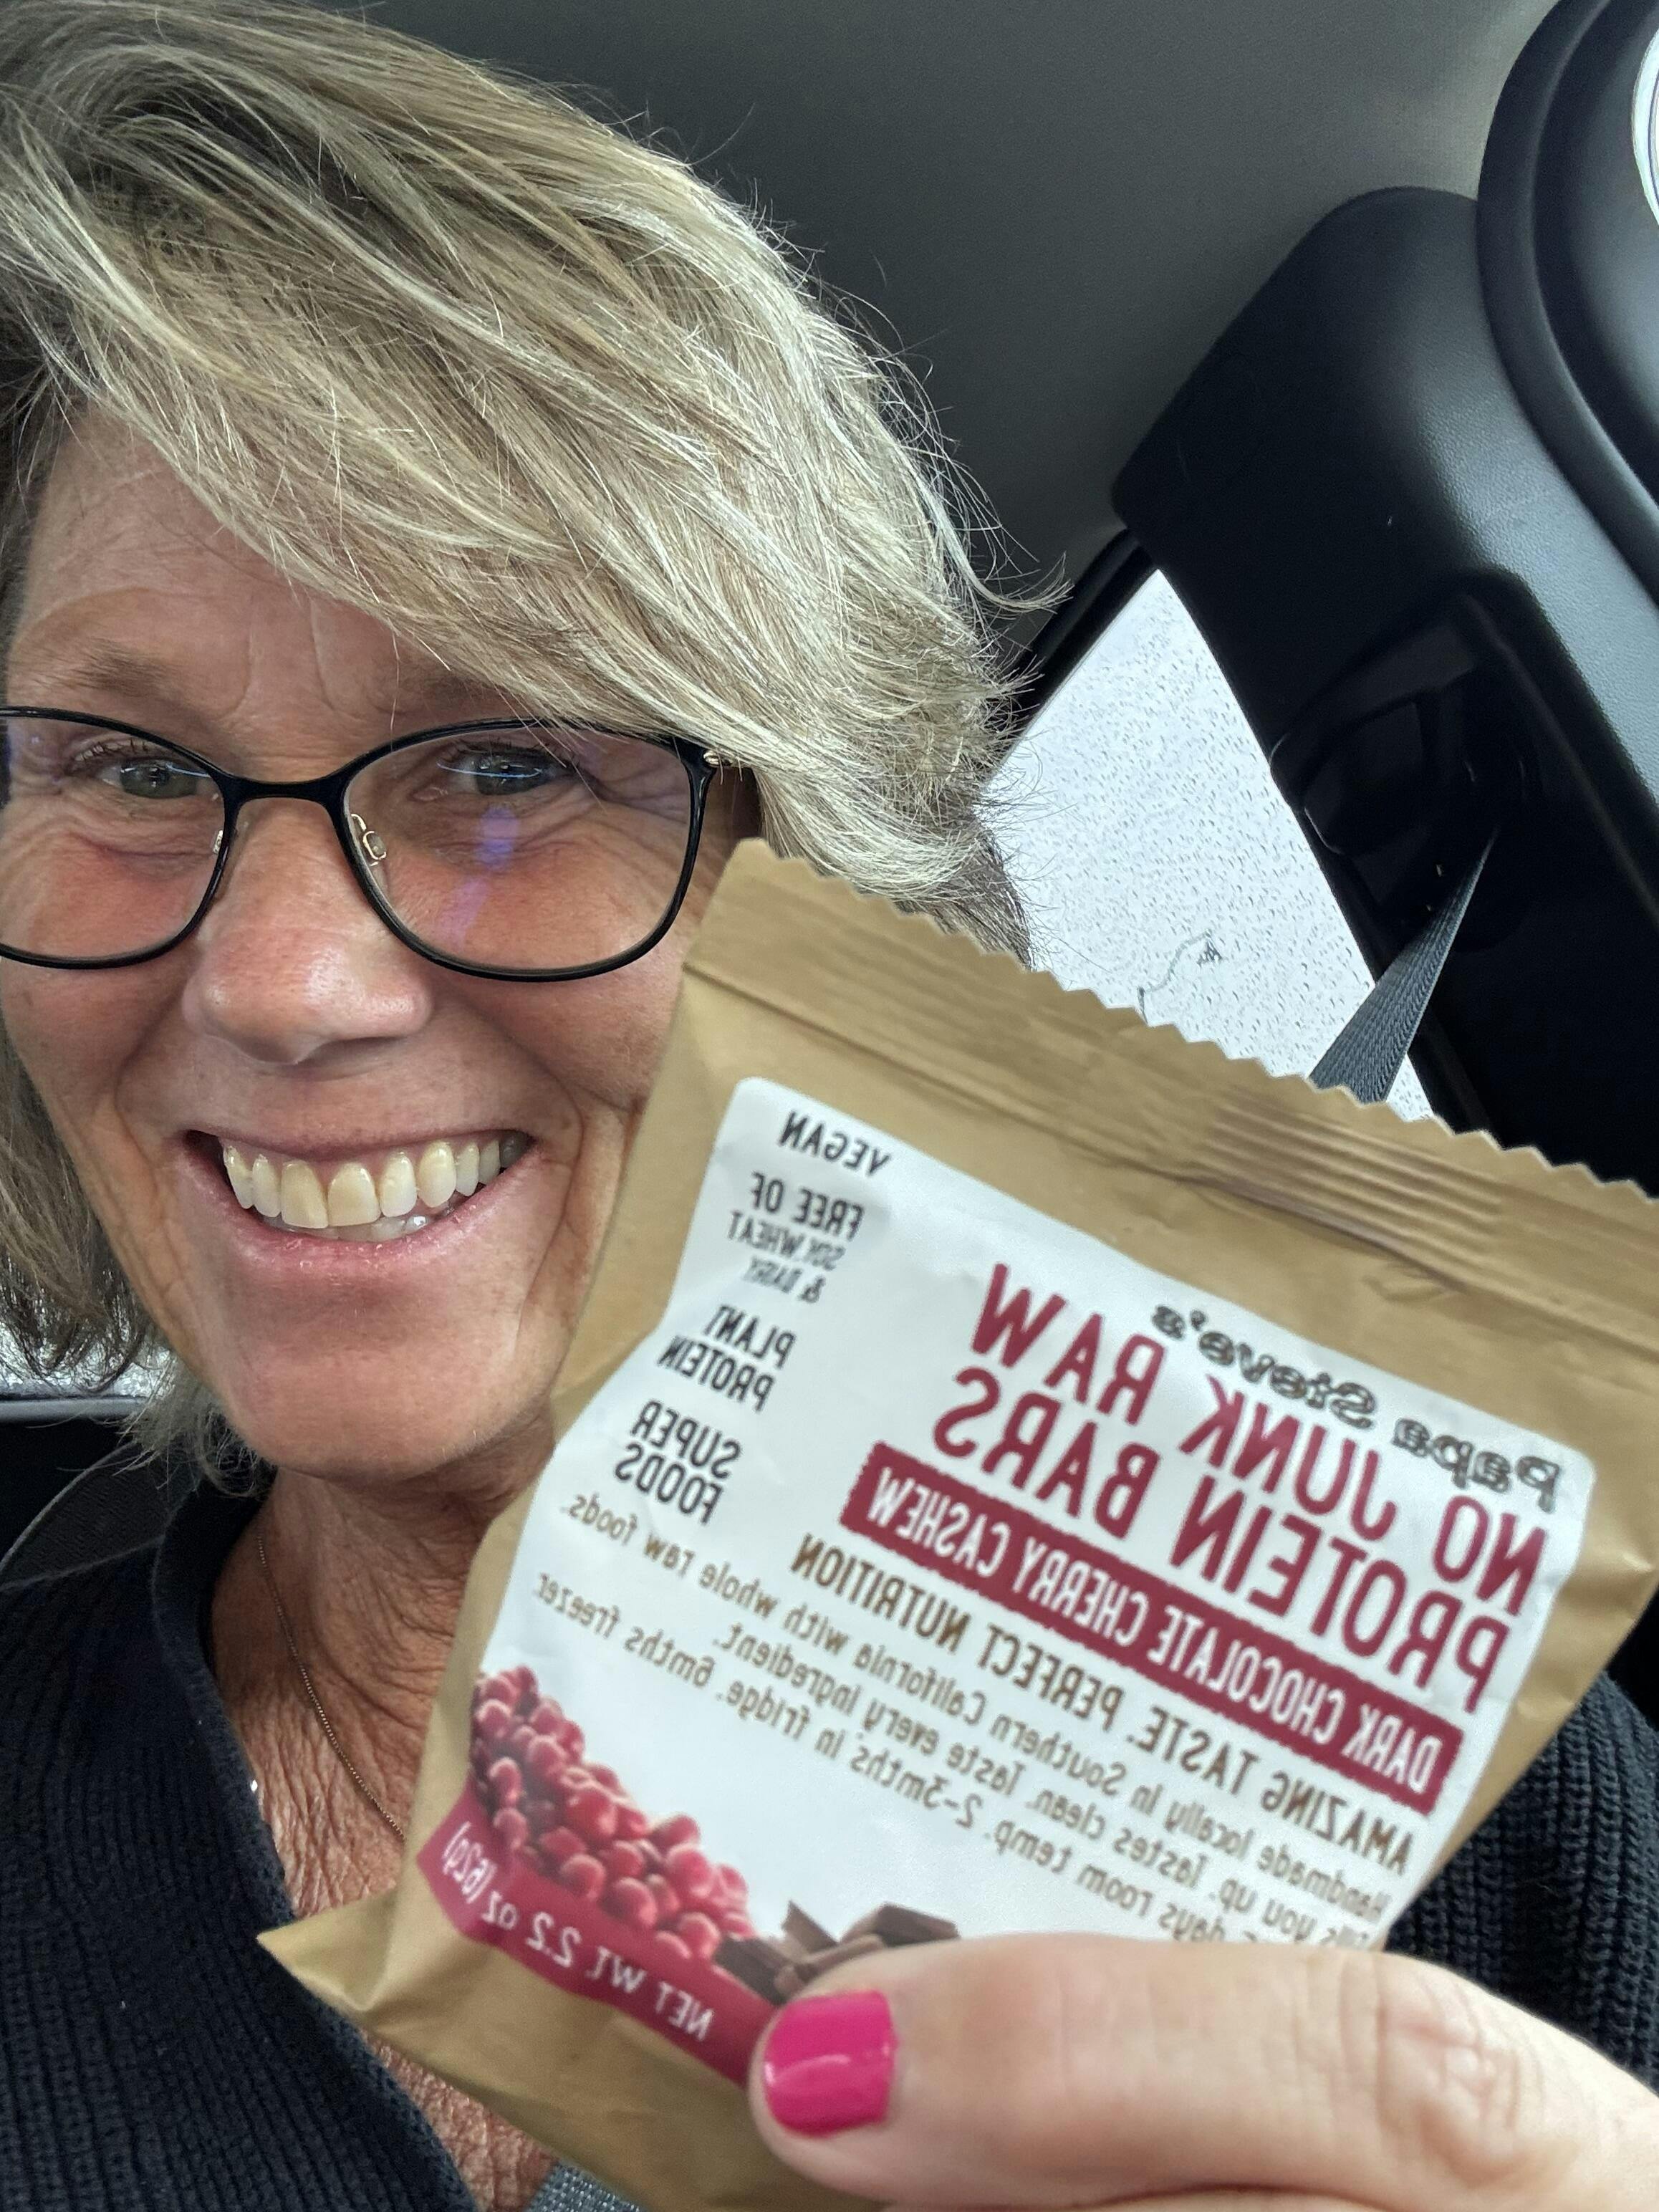 papa Steve's
NO JUNK RAW
PROTEIN BARS
DARK CHOCOLATE CHERRY CASHEW
AMAZING TASTE. PERFECT NUTRITION
Handmade locally in Southern California with whole raw foods.
you up. Tastes clean. Taste every ingredient.
days room temp. 2-3mths in fridge. 6mths freezer.
VEGAN
FREE OF
SOY, WHEAT
& DAIRY
PLANT
PROTEIN
SUPER
FOODS
NET WT. 2.2 oz (62g)